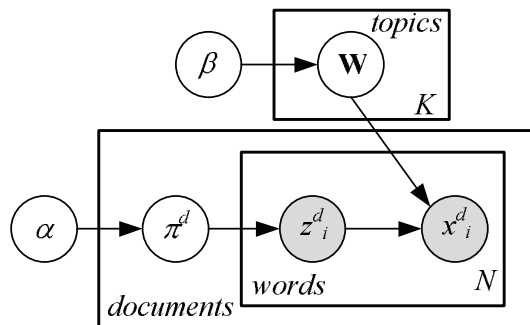 topics
β W
K
α π^d z^d_i x^d_i
N
words
documents